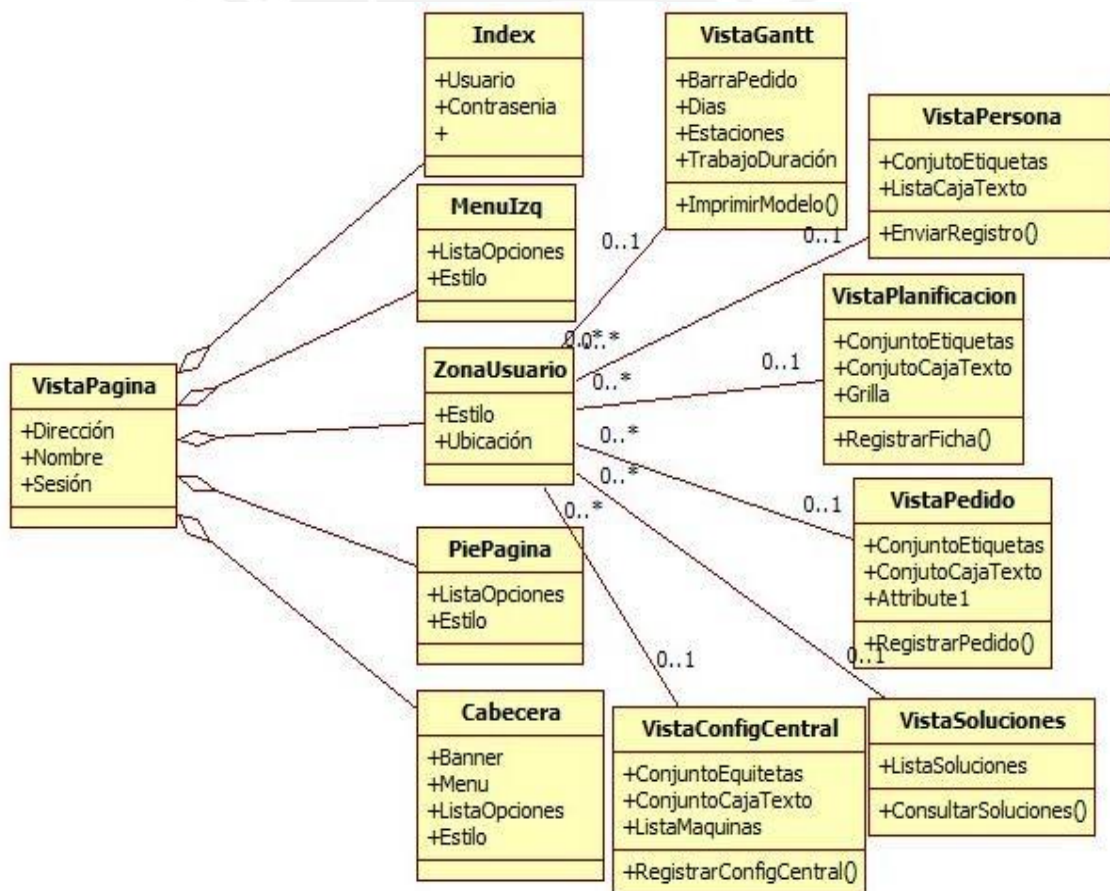 Index
+Usuario
+Contrasenia
+
VistaGantt
+BarraPedido
+Dias
+Estaciones
+TrabajoDuración
+ImprimirModelo()
VistaPersona
+ConjutoEtiquetas
+ListaCajaTexto
+EnviarRegistro()
MenuIzq
+ListaOpciones
+Estilo
0..1
0..1
VistaPlanificacion
+ConjuntoEtiquetas
+ConjutoCajaTexto
+Grilla
+RegistrarFicha()
VistaPagina
+Dirección
+Nombre
+Sesión
ZonaUsuario
+Estilo
+Ubicación
0..*
0..*
0..*
0..1
0..*
0..*
0..*
0..1
VistaPedido
+ConjuntoEtiquetas
+ConjutoCajaTexto
+Attribute1
+RegistrarPedido()
PiePagina
+ListaOpciones
+Estilo
0..1
0..1
Cabecera
+Banner
+Menu
+ListaOpciones
+Estilo
VistaConfigCentral
+ConjuntoEquitetas
+ConjuntoCajaTexto
+ListaMaquinas
+RegistrarConfigCentral()
VistaSoluciones
+ListaSoluciones
+ConsultarSoluciones()